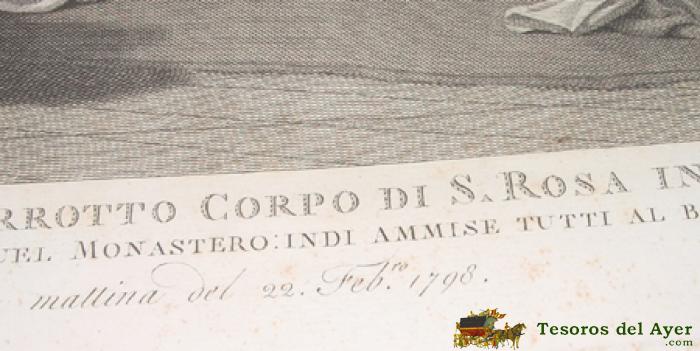 RROTTO CORPO DI S. ROSA IN
UEL MONASTERO: INDI AMMISE TUTTI AL B
mattina del 22. Feb.ro 1798.
Tesoros del Ayer
.com